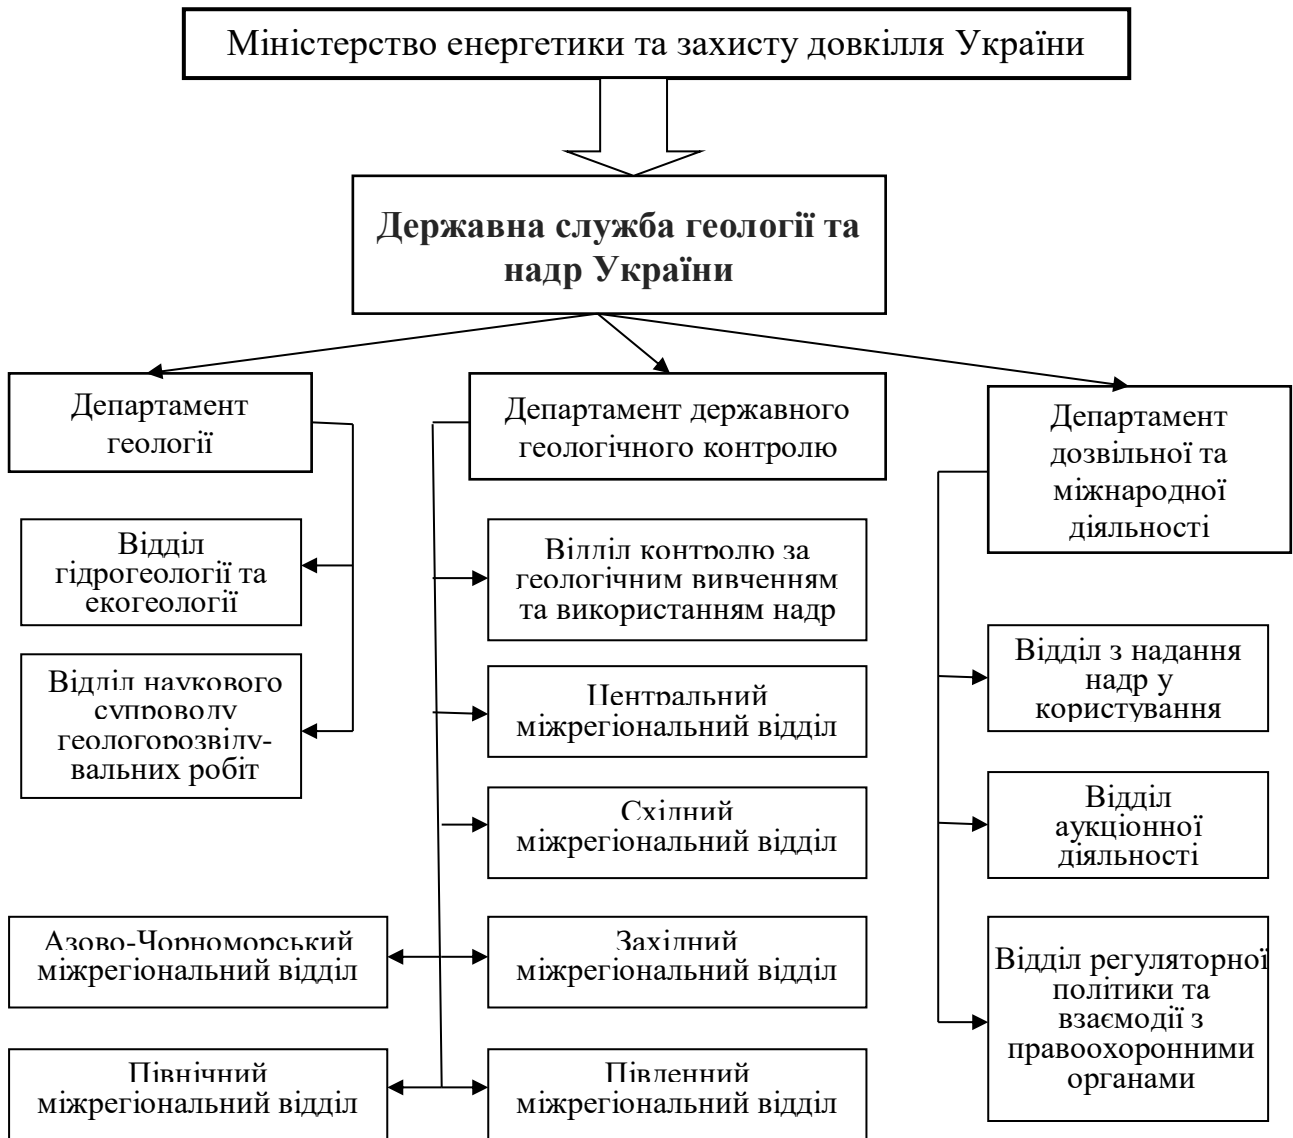 Міністерство енергетики та захисту довкілля України
Державна служба геології та
надр України
Департамент
геології
Департамент державного
геологічного контролю
Департамент
дозвільної та
міжнародної
діяльності
Відділ
гідрогеології та
екогеології
Відділ наукового
супроводу
геологорозвіду-
вальних робіт
Відділ контролю за
геологічним вивченням
та використанням надр
Центральний
міжрегіональний відділ
Східний
міжрегіональний відділ
Азово-Чорноморський
міжрегіональний відділ
Західний
міжрегіональний відділ
Північний
міжрегіональний відділ
Південний
міжрегіональний відділ
Відділ з надання
надр у
користування
Відділ
аукціонної
діяльності
Відділ регуляторної
політики та
взаємодії з
правоохоронними
органами